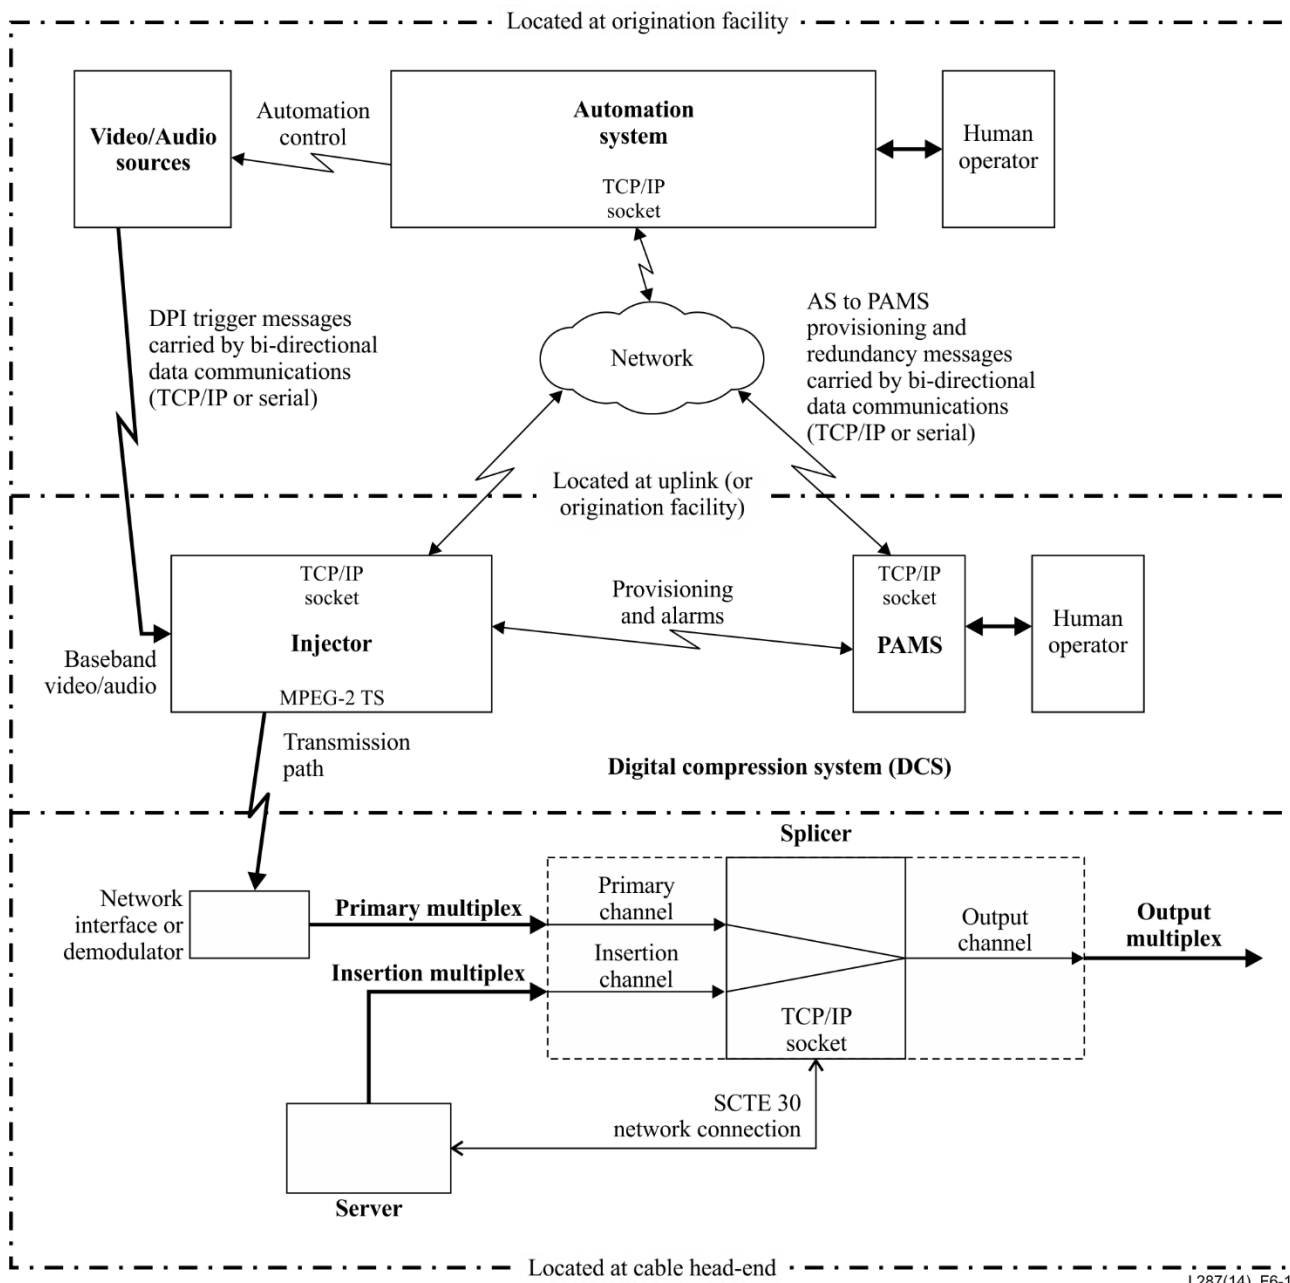 Located at origination facility
Video/Audio
sources
Automation
control
Automation
system
TCP/IP
socket
Human
operator
DPI trigger messages
carried by bi-directional
data communications
(TCP/IP or serial)
Network
AS to PAMS
provisioning and
redundancy messages
carried by bi-directional
data communications
(TCP/IP or serial)
Located at uplink (or
origination facility)
TCP/IP
socket
Injector
MPEG-2 TS
Baseband
video/audio
Provisioning
and alarms
TCP/IP
socket
PAMS
Human
operator
Transmission
path
Digital compression system (DCS)
Splicer
Network
interface or
demodulator
Primary multiplex
Insertion multiplex
Primary
channel
Insertion
channel
TCP/IP
socket
Output
channel
Output
multiplex
SCTE 30
network connection
Server
Located at cable head-end
L287(14)_F6-1